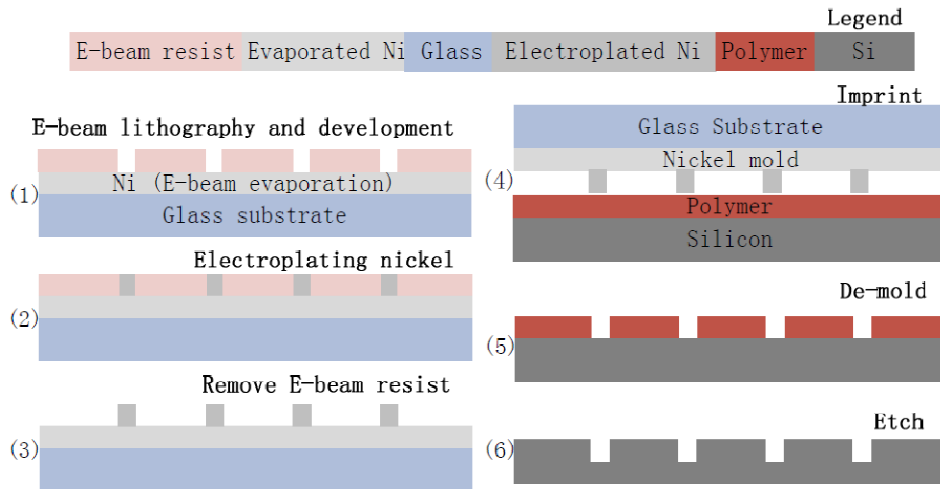 Legend
E-beam resist Evaporated Ni Glass Electroplated Ni Polymer Si
E-beam lithography and development
(1)
Ni (E-beam evaporation)
Glass substrate
Electroplating nickel
(2)
Remove E-beam resist
(3)
Imprint
Glass Substrate
Nickel mold
(4)
Polymer
Silicon
De-mold
(5)
Etch
(6)